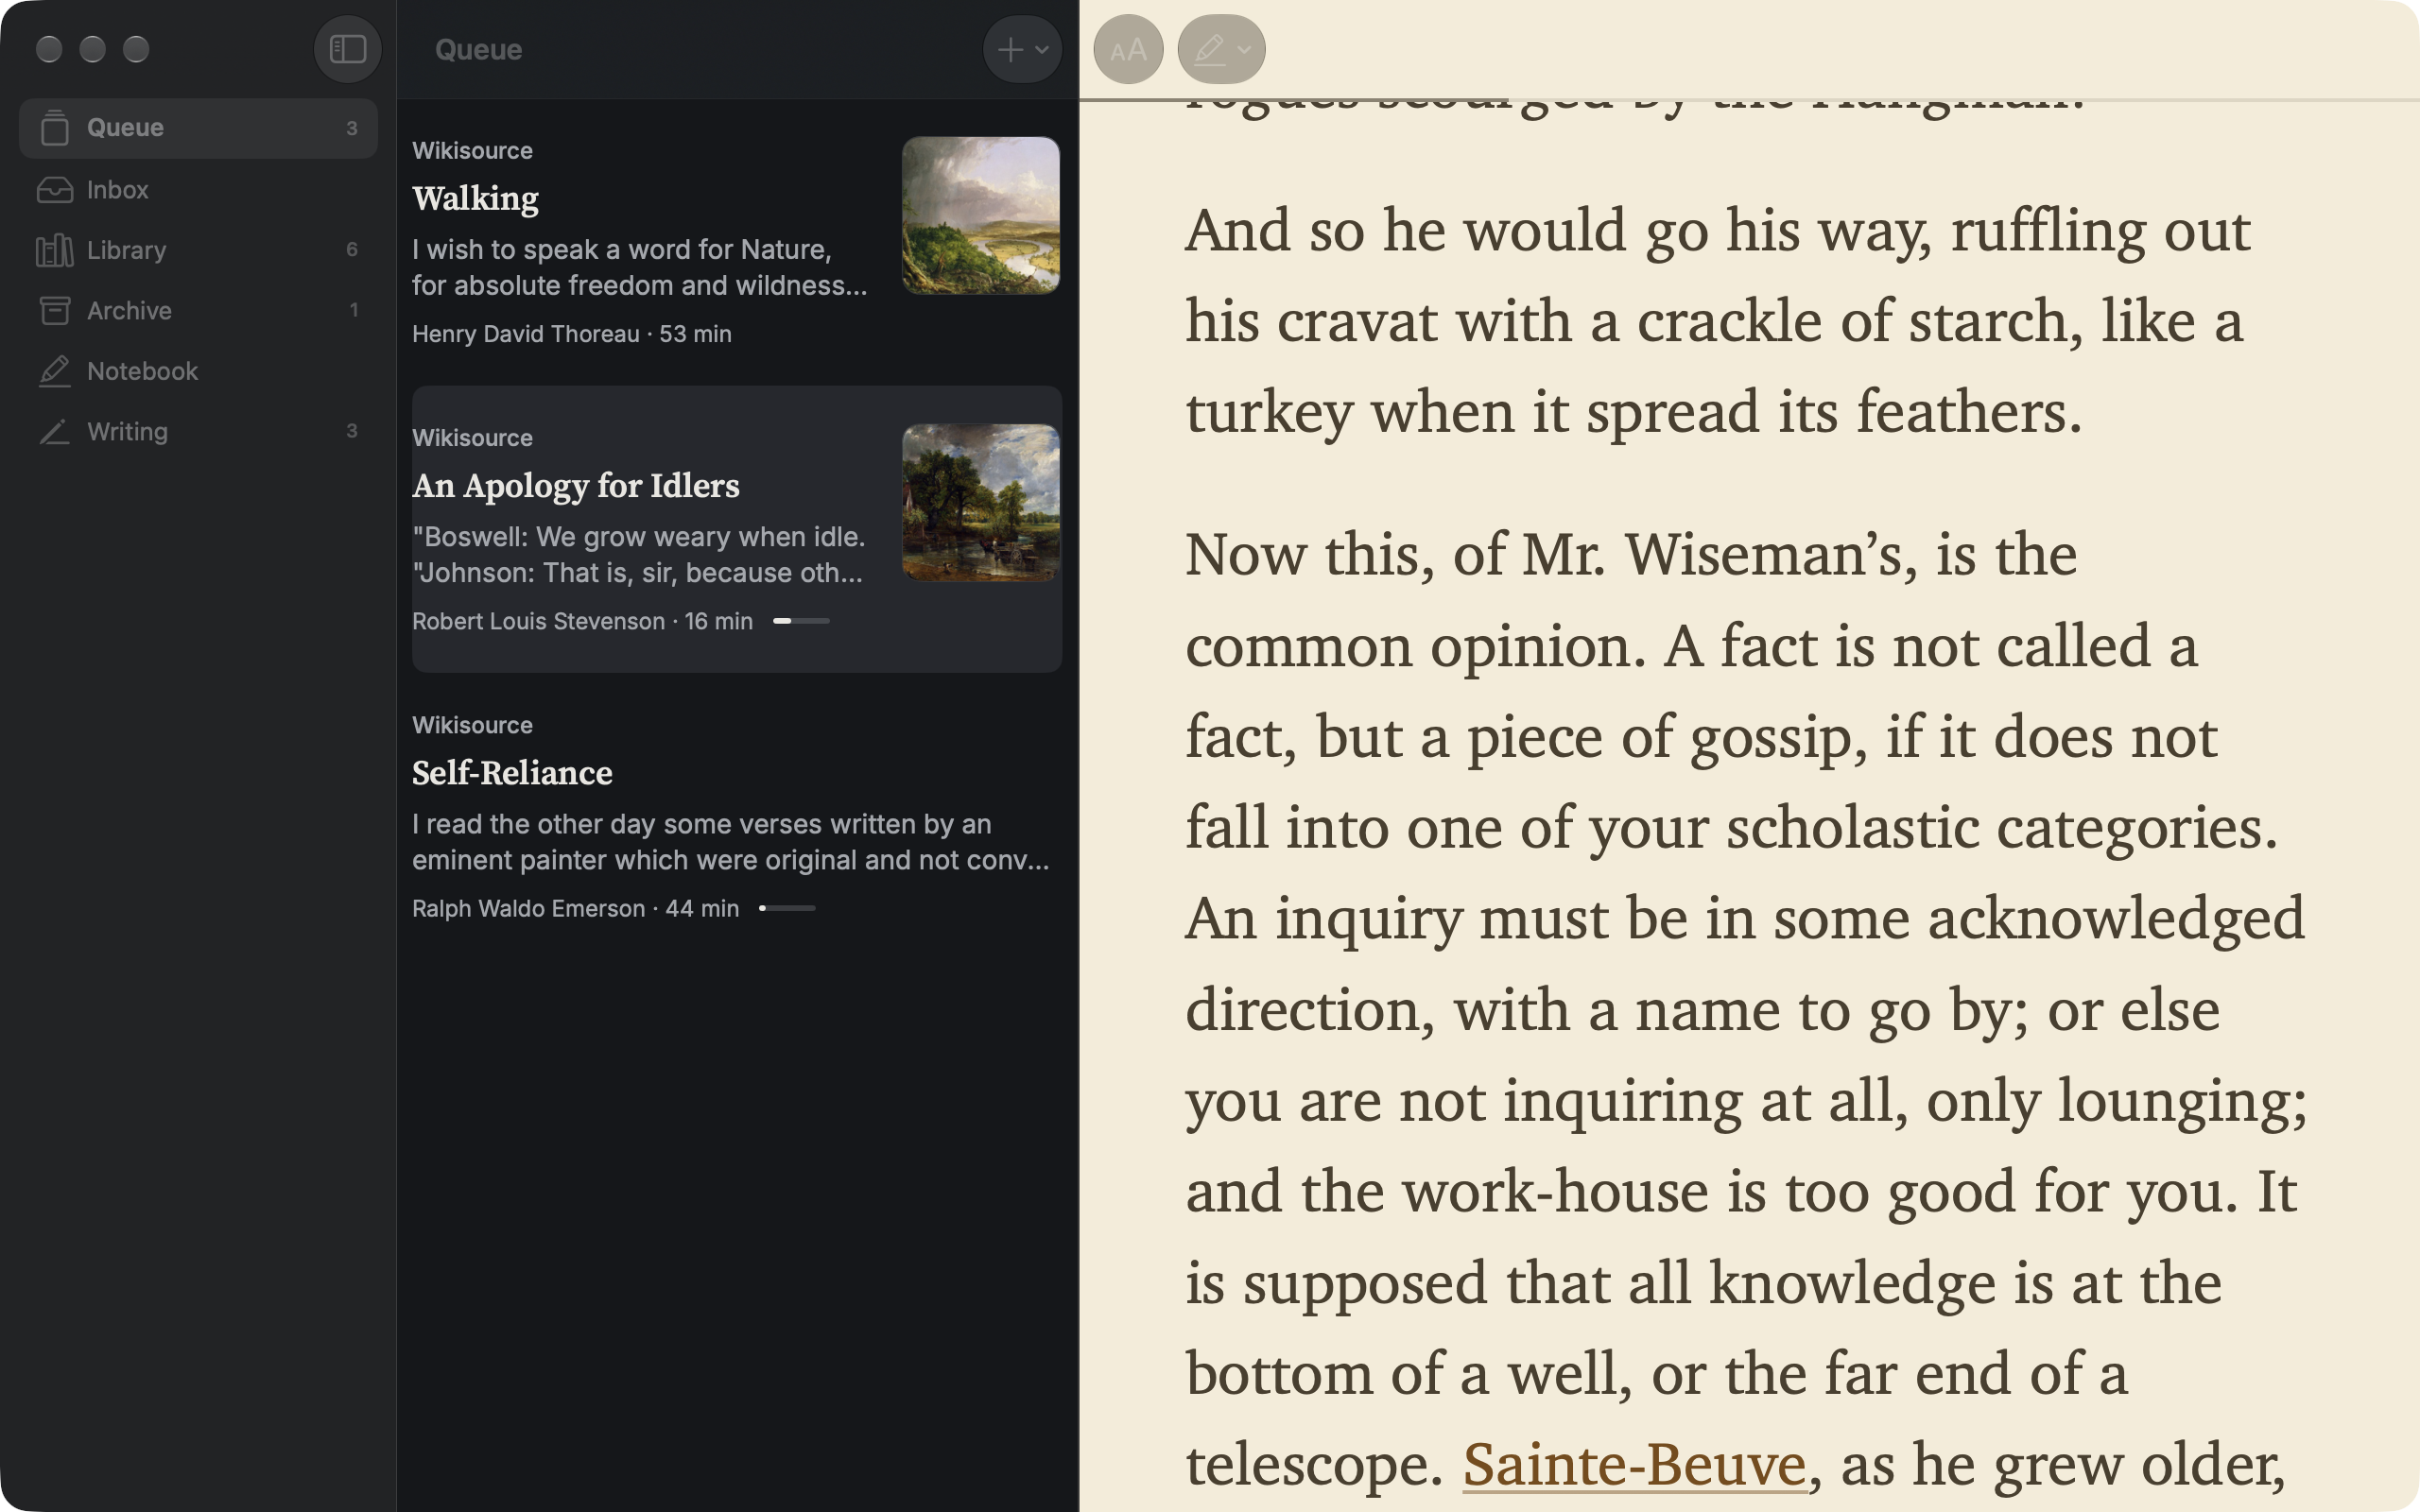 Queue 3
Inbox
Library 6
Archive 1
Notebook
Writing 3
Queue
Wikisource
Walking
I wish to speak a word for Nature,
for absolute freedom and wildness...
Henry David Thoreau · 53 min
Wikisource
An Apology for Idlers
"Boswell: We grow weary when idle.
"Johnson: That is, sir, because oth...
Robert Louis Stevenson · 16 min
Wikisource
Self-Reliance
I read the other day some verses written by an
eminent painter which were original and not conv...
Ralph Waldo Emerson · 44 min
AA
rogues scourged by the Hangman!
And so he would go his way, ruffling out
his cravat with a crackle of starch, like a
turkey when it spread its feathers.
Now this, of Mr. Wiseman’s, is the
common opinion. A fact is not called a
fact, but a piece of gossip, if it does not
fall into one of your scholastic categories.
An inquiry must be in some acknowledged
direction, with a name to go by; or else
you are not inquiring at all, only lounging;
and the work-house is too good for you. It
is supposed that all knowledge is at the
bottom of a well, or the far end of a
telescope. Sainte-Beuve, as he grew older,